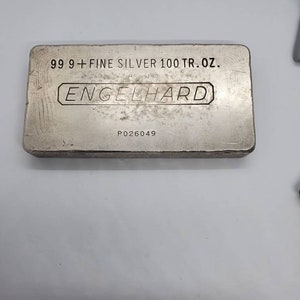 99 9+FINE SILVER 100 TR.OZ.
ENGELHARD
P026049